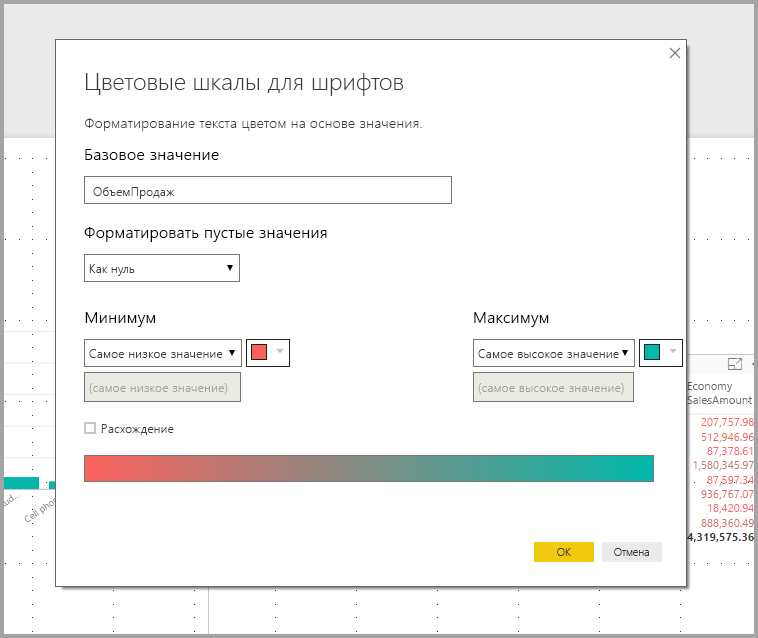 Цветовые шкалы для шрифтов
Форматирование текста цветом на основе значения.
Базовое значение
ОбъемПродаж
Форматировать пустые значения
Как нуль
Минимум
Максимум
Самое низкое значение
Самое высокое значение
(самое низкое значение)
(самое высокое значение)
Расхождение
OK
Отмена
Economy
SalesAmount
207,757.98
512,946.96
87,378.61
1,580,345.97
87,597.34
936,767.07
18,420.94
888,360.49
4,319,575.36
ud...
Cell phon